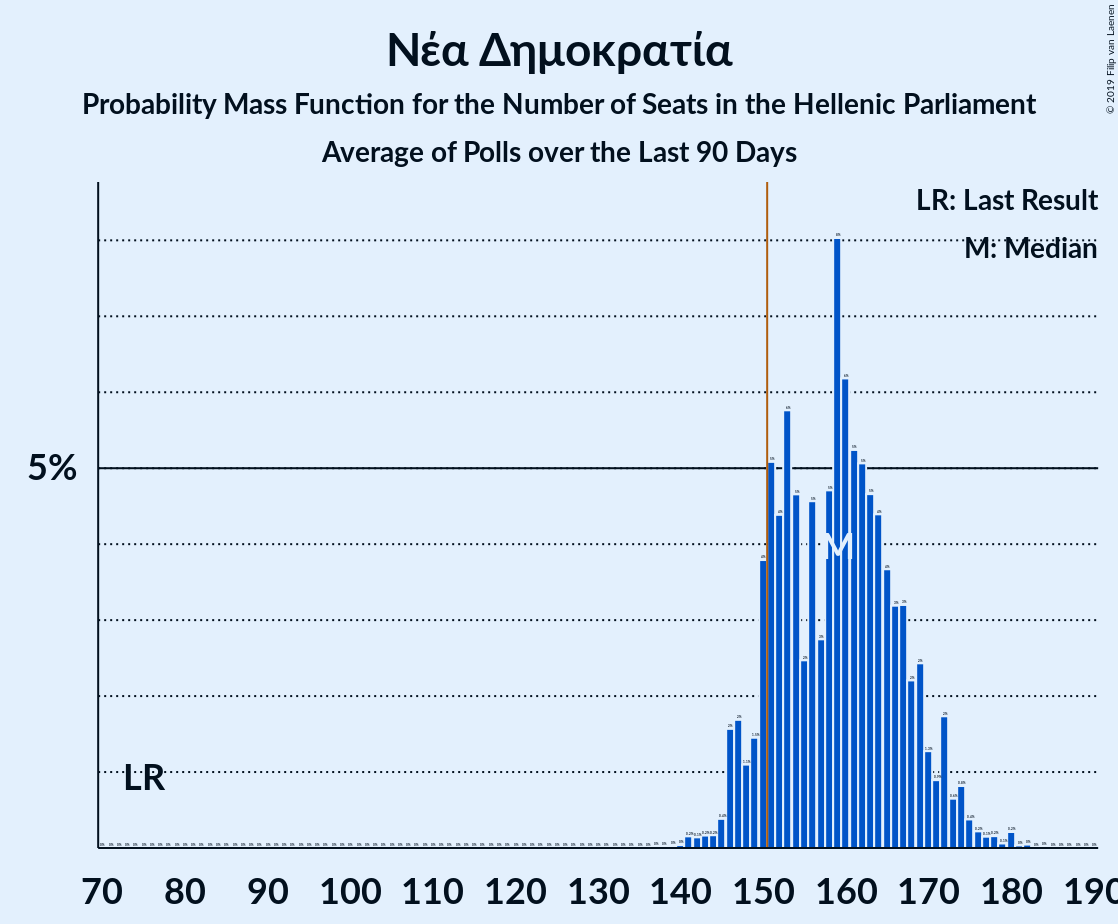 Νέα Δημοκρατία
Probability Mass Function for the Number of Seats in the Hellenic Parliament
Average of Polls over the Last 90 Days
© 2019 Filip van Laenen
LR: Last Result
M: Median
5%
M
LR
70 80 90 100 110 120 130 140 150 160 170 180 190